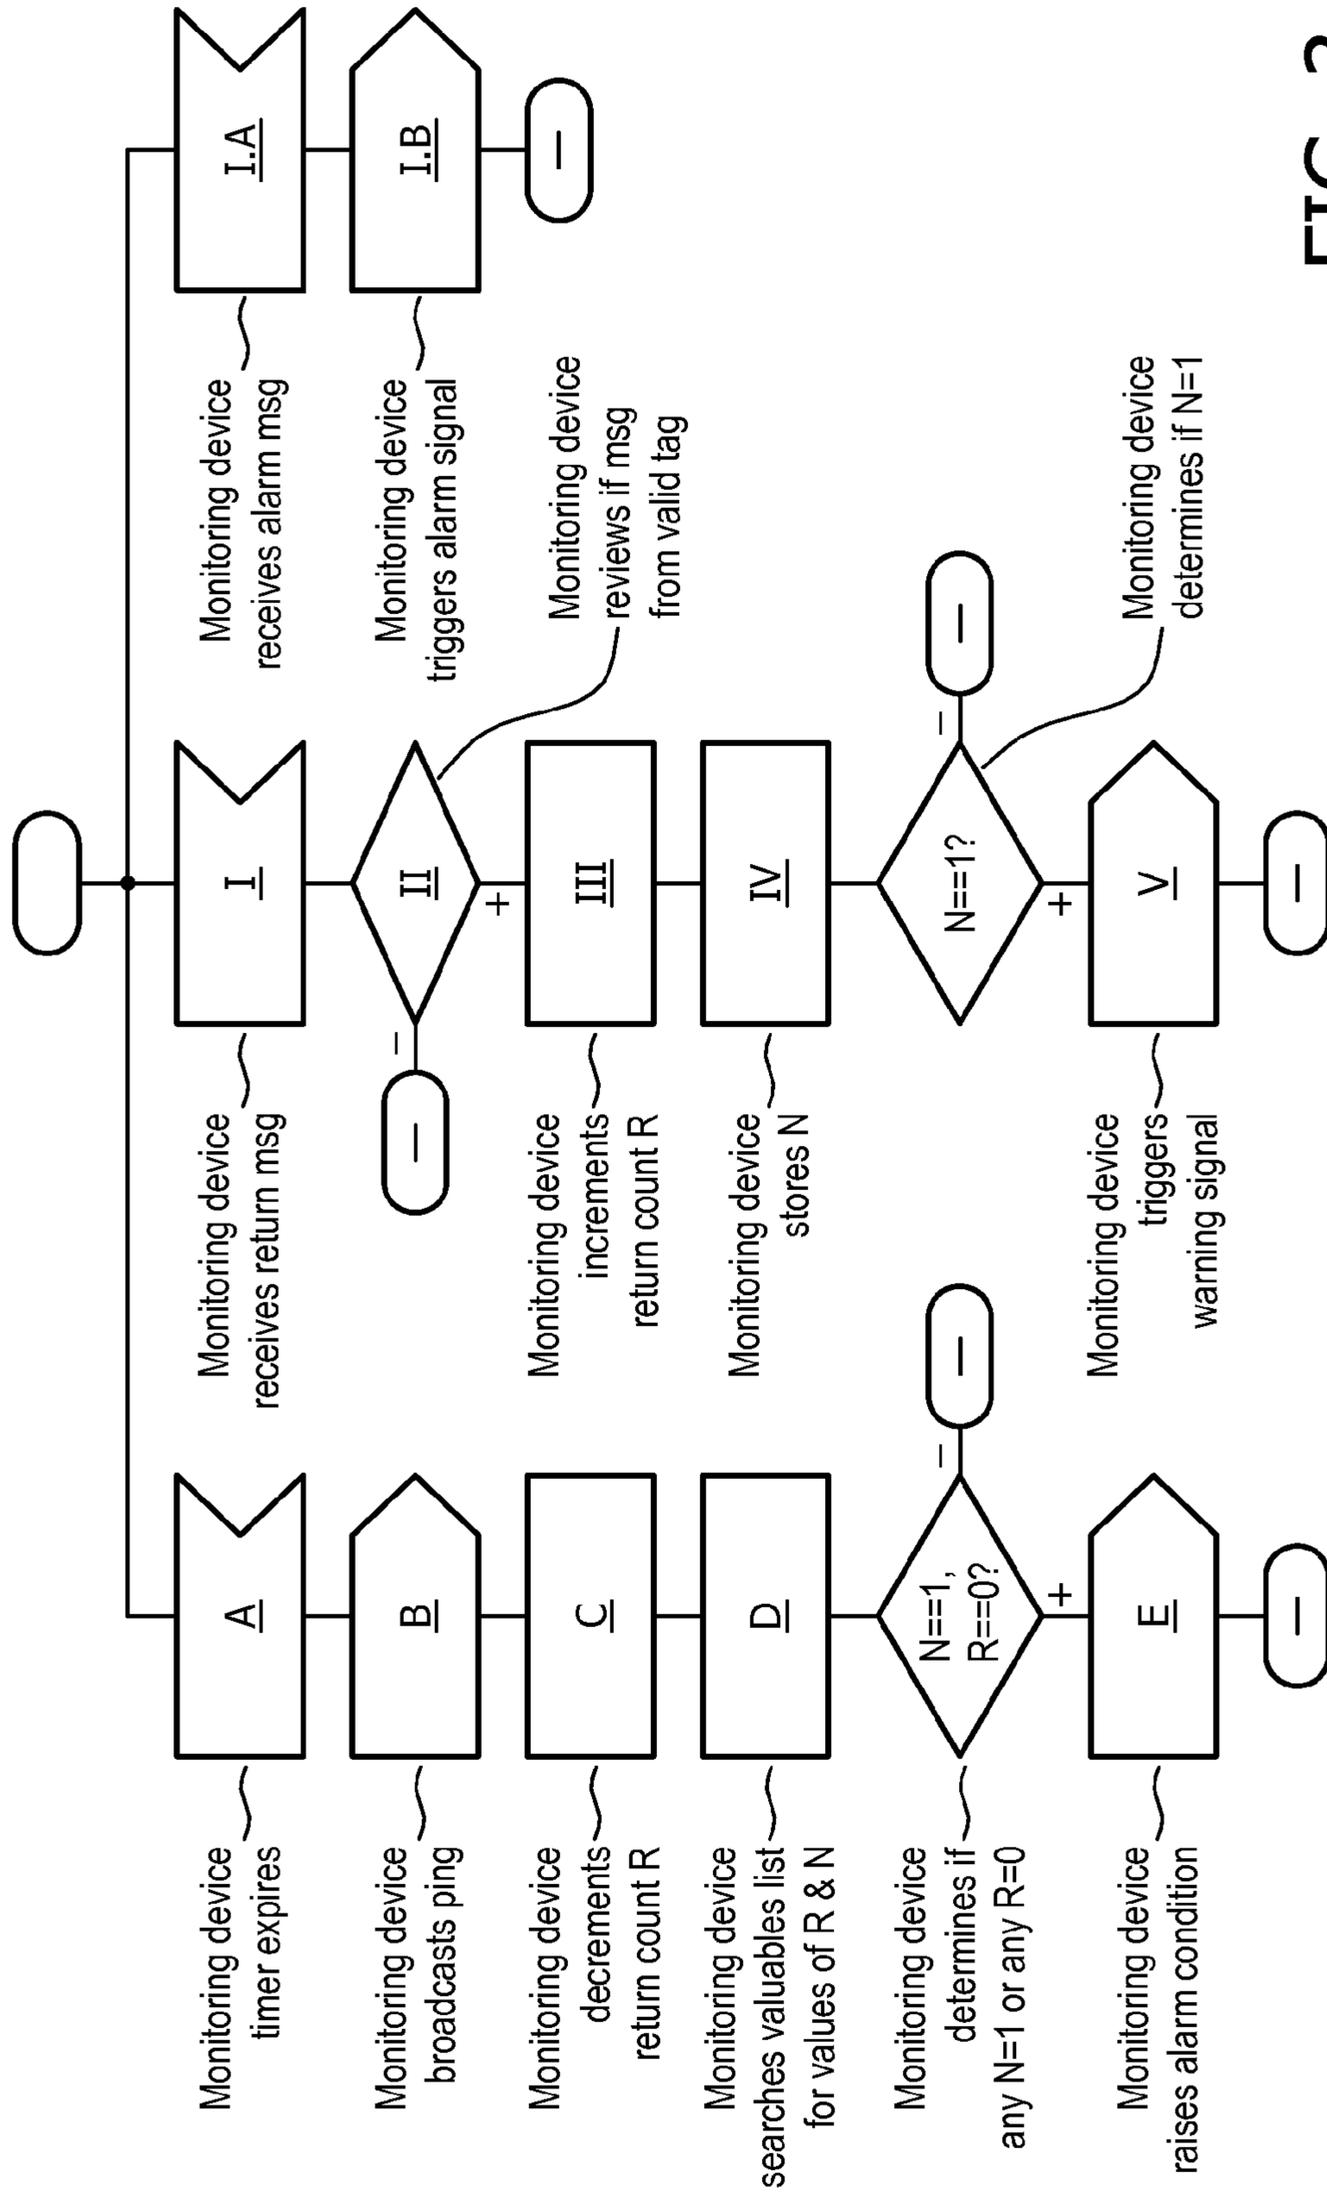 Monitoring device
timer expires
A
Monitoring device
broadcasts ping
B
Monitoring device
decrements
return count R
C
Monitoring device
searches valuables list
for values of R & N
D
Monitoring device
determines if
any N=1 or any R=0
N==1,
R==0?
–
–
+
Monitoring device
raises alarm condition
E
–
Monitoring device
receives return msg
I
II
–
–
+
Monitoring device
reviews if msg
from valid tag
Monitoring device
increments
return count R
III
Monitoring device
stores N
IV
N==1?
–
–
+
Monitoring device
determines if N=1
Monitoring device
triggers
warning signal
V
–
Monitoring device
receives alarm msg
I.A
Monitoring device
triggers alarm signal
I.B
–
FIG